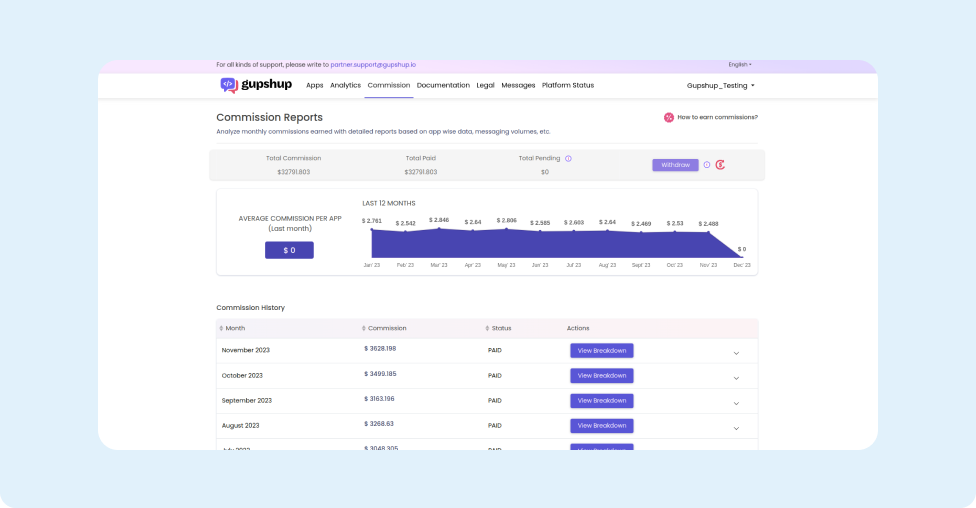 For all kinds of support, please write to partner.support@gupshup.io
English
</> gupshup Apps Analytics Commission Documentation Legal Messages Platform Status Gupshup_Testing
Commission Reports
How to earn commissions?
Analyze monthly commissions earned with detailed reports based on app wise data, messaging volumes, etc.
Total Commission Total Paid Total Pending
Withdraw
$32791.803 $32791.803 $0
LAST 12 MONTHS
AVERAGE COMMISSION PER APP
(Last month)
$ 0
$ 2.761 $ 2.542 $ 2.846 $ 2.64 $ 2.806 $ 2.585 $ 2.603 $ 2.64 $ 2.469 $ 2.53 $ 2.488 $ 0
Jan' 23 Feb' 23 Mar' 23 Apr' 23 May' 23 Jun' 23 Jul' 23 Aug' 23 Sept' 23 Oct' 23 Nov' 23 Dec' 23
Commission History
Month Commission Status Actions
November 2023 $ 3628.198 PAID View Breakdown
October 2023 $ 3499.185 PAID View Breakdown
September 2023 $ 3163.196 PAID View Breakdown
August 2023 $ 3268.63 PAID View Breakdown
July 2023 $ 3048.305 PAID View Breakdown